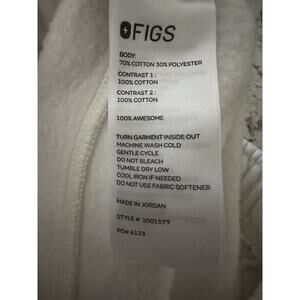 FIGS
BODY:
70% COTTON 30% POLYESTER
CONTRAST 1 :
100% COTTON
CONTRAST 2 :
100% COTTON
100% AWESOME
TURN GARMENT INSIDE OUT
MACHINE WASH COLD
GENTLE CYCLE
DO NOT BLEACH
TUMBLE DRY LOW
COOL IRON IF NEEDED
DO NOT USE FABRIC SOFTENER
MADE IN JORDAN
STYLE #: 1001577
PO# 6123